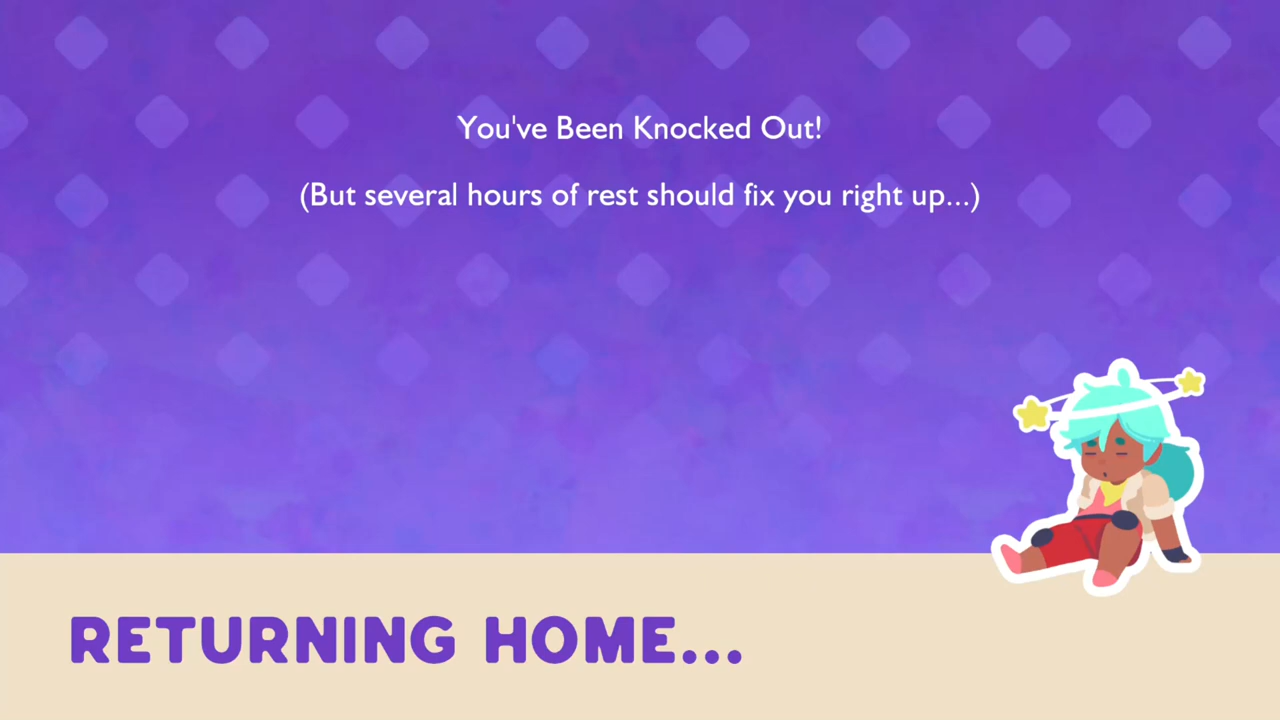 You've Been Knocked Out!
(But several hours of rest should fix you right up...)
RETURNING HOME...